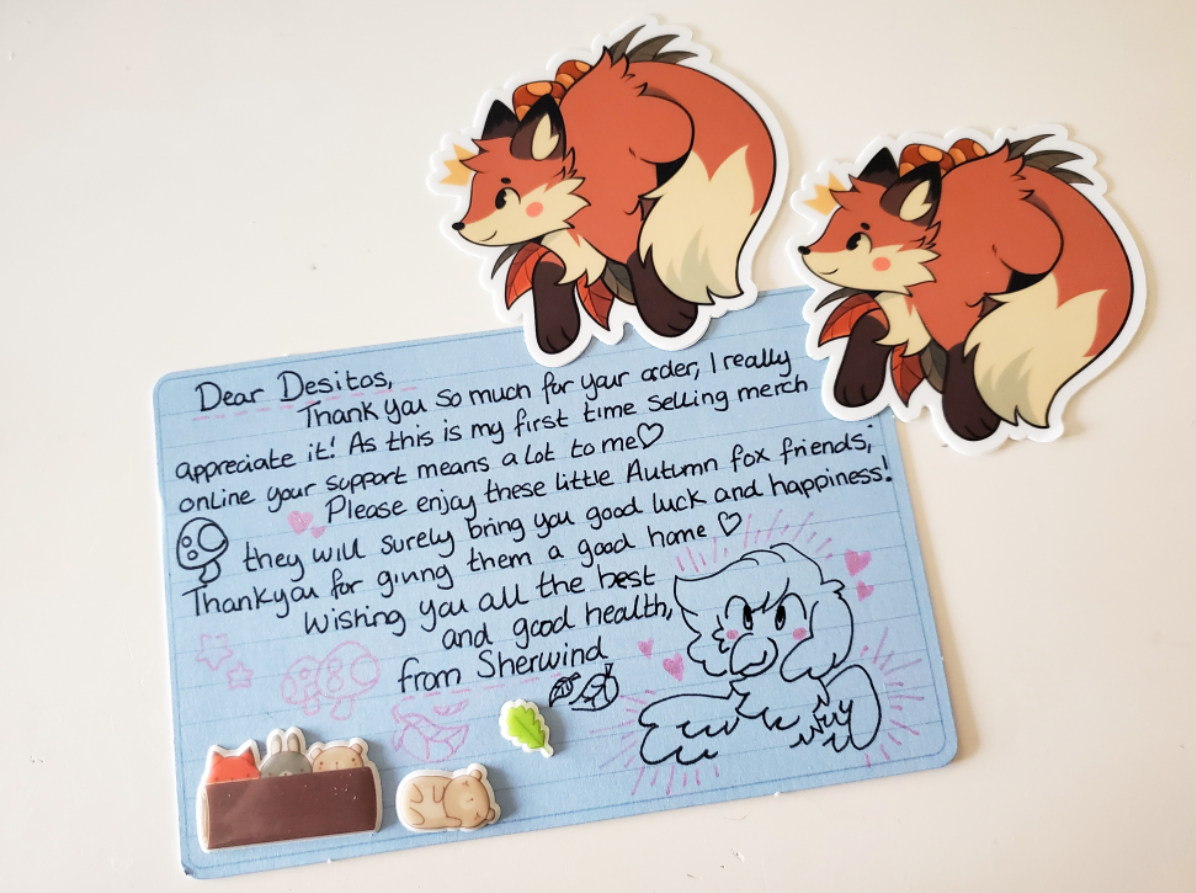 Dear Desitos,
Thank you so much for your order, I really
appreciate it! As this is my first time selling merch
online your support means a lot to me♡
Please enjoy these little Autumn fox friends,
they will surely bring you good luck and happiness!
Thankyou for giving them a good home ♡
Wishing you all the best
and good health,
from Sherwind